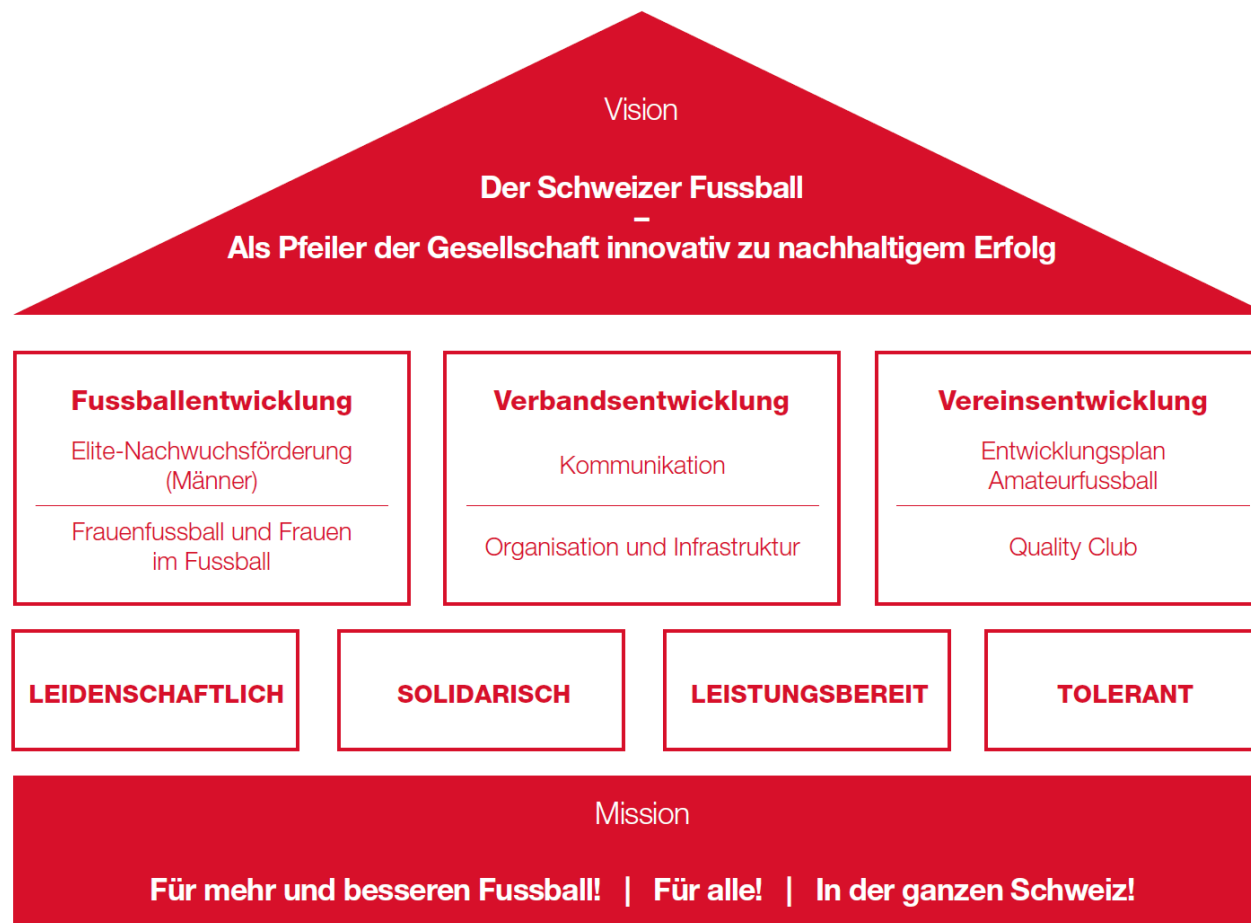 Vision
Der Schweizer Fussball
–
Als Pfeiler der Gesellschaft innovativ zu nachhaltigem Erfolg
Fussballentwicklung
Elite-Nachwuchsförderung
(Männer)
Frauenfussball und Frauen
im Fussball
Verbandsentwicklung
Kommunikation
Organisation und Infrastruktur
Vereinsentwicklung
Entwicklungsplan
Amateurfussball
Quality Club
LEIDENSCHAFTLICH
SOLIDARISCH
LEISTUNGSBEREIT
TOLERANT
Mission
Für mehr und besseren Fussball! | Für alle! | In der ganzen Schweiz!